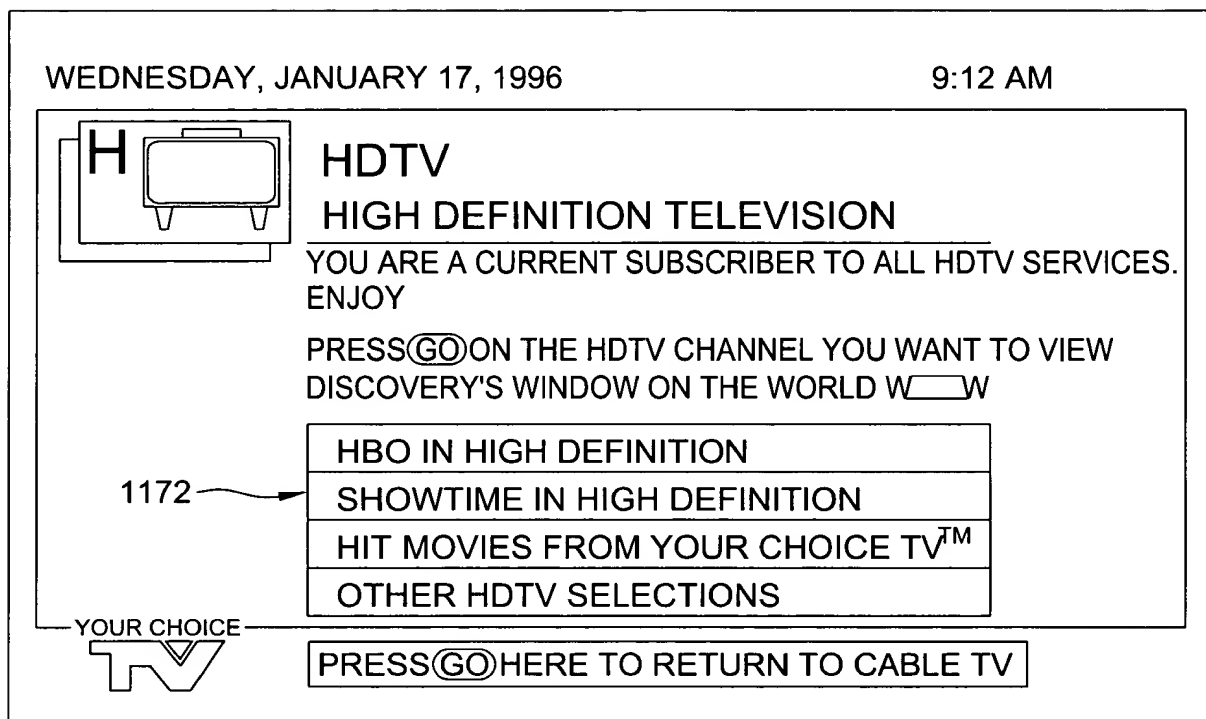 WEDNESDAY, JANUARY 17, 1996 9:12 AM
H
HDTV
HIGH DEFINITION TELEVISION
YOU ARE A CURRENT SUBSCRIBER TO ALL HDTV SERVICES.
ENJOY
PRESS GO ON THE HDTV CHANNEL YOU WANT TO VIEW
DISCOVERY'S WINDOW ON THE WORLD W W
HBO IN HIGH DEFINITION
1172
SHOWTIME IN HIGH DEFINITION
HIT MOVIES FROM YOUR CHOICE TV™
OTHER HDTV SELECTIONS
YOUR CHOICE
TV
PRESS GO HERE TO RETURN TO CABLE TV